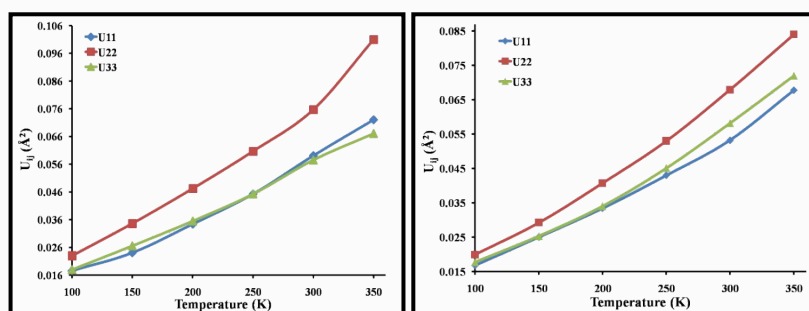 0.106
0.096
0.086
0.076
0.066
0.056
0.046
0.036
0.026
0.016
Uij (Å²)
U11
U22
U33
100 150 200 250 300 350
Temperature (K)
0.085
0.075
0.065
0.055
0.045
0.035
0.025
0.015
Uij (Å²)
U11
U22
U33
100 150 200 250 300 350
Temperature (K)